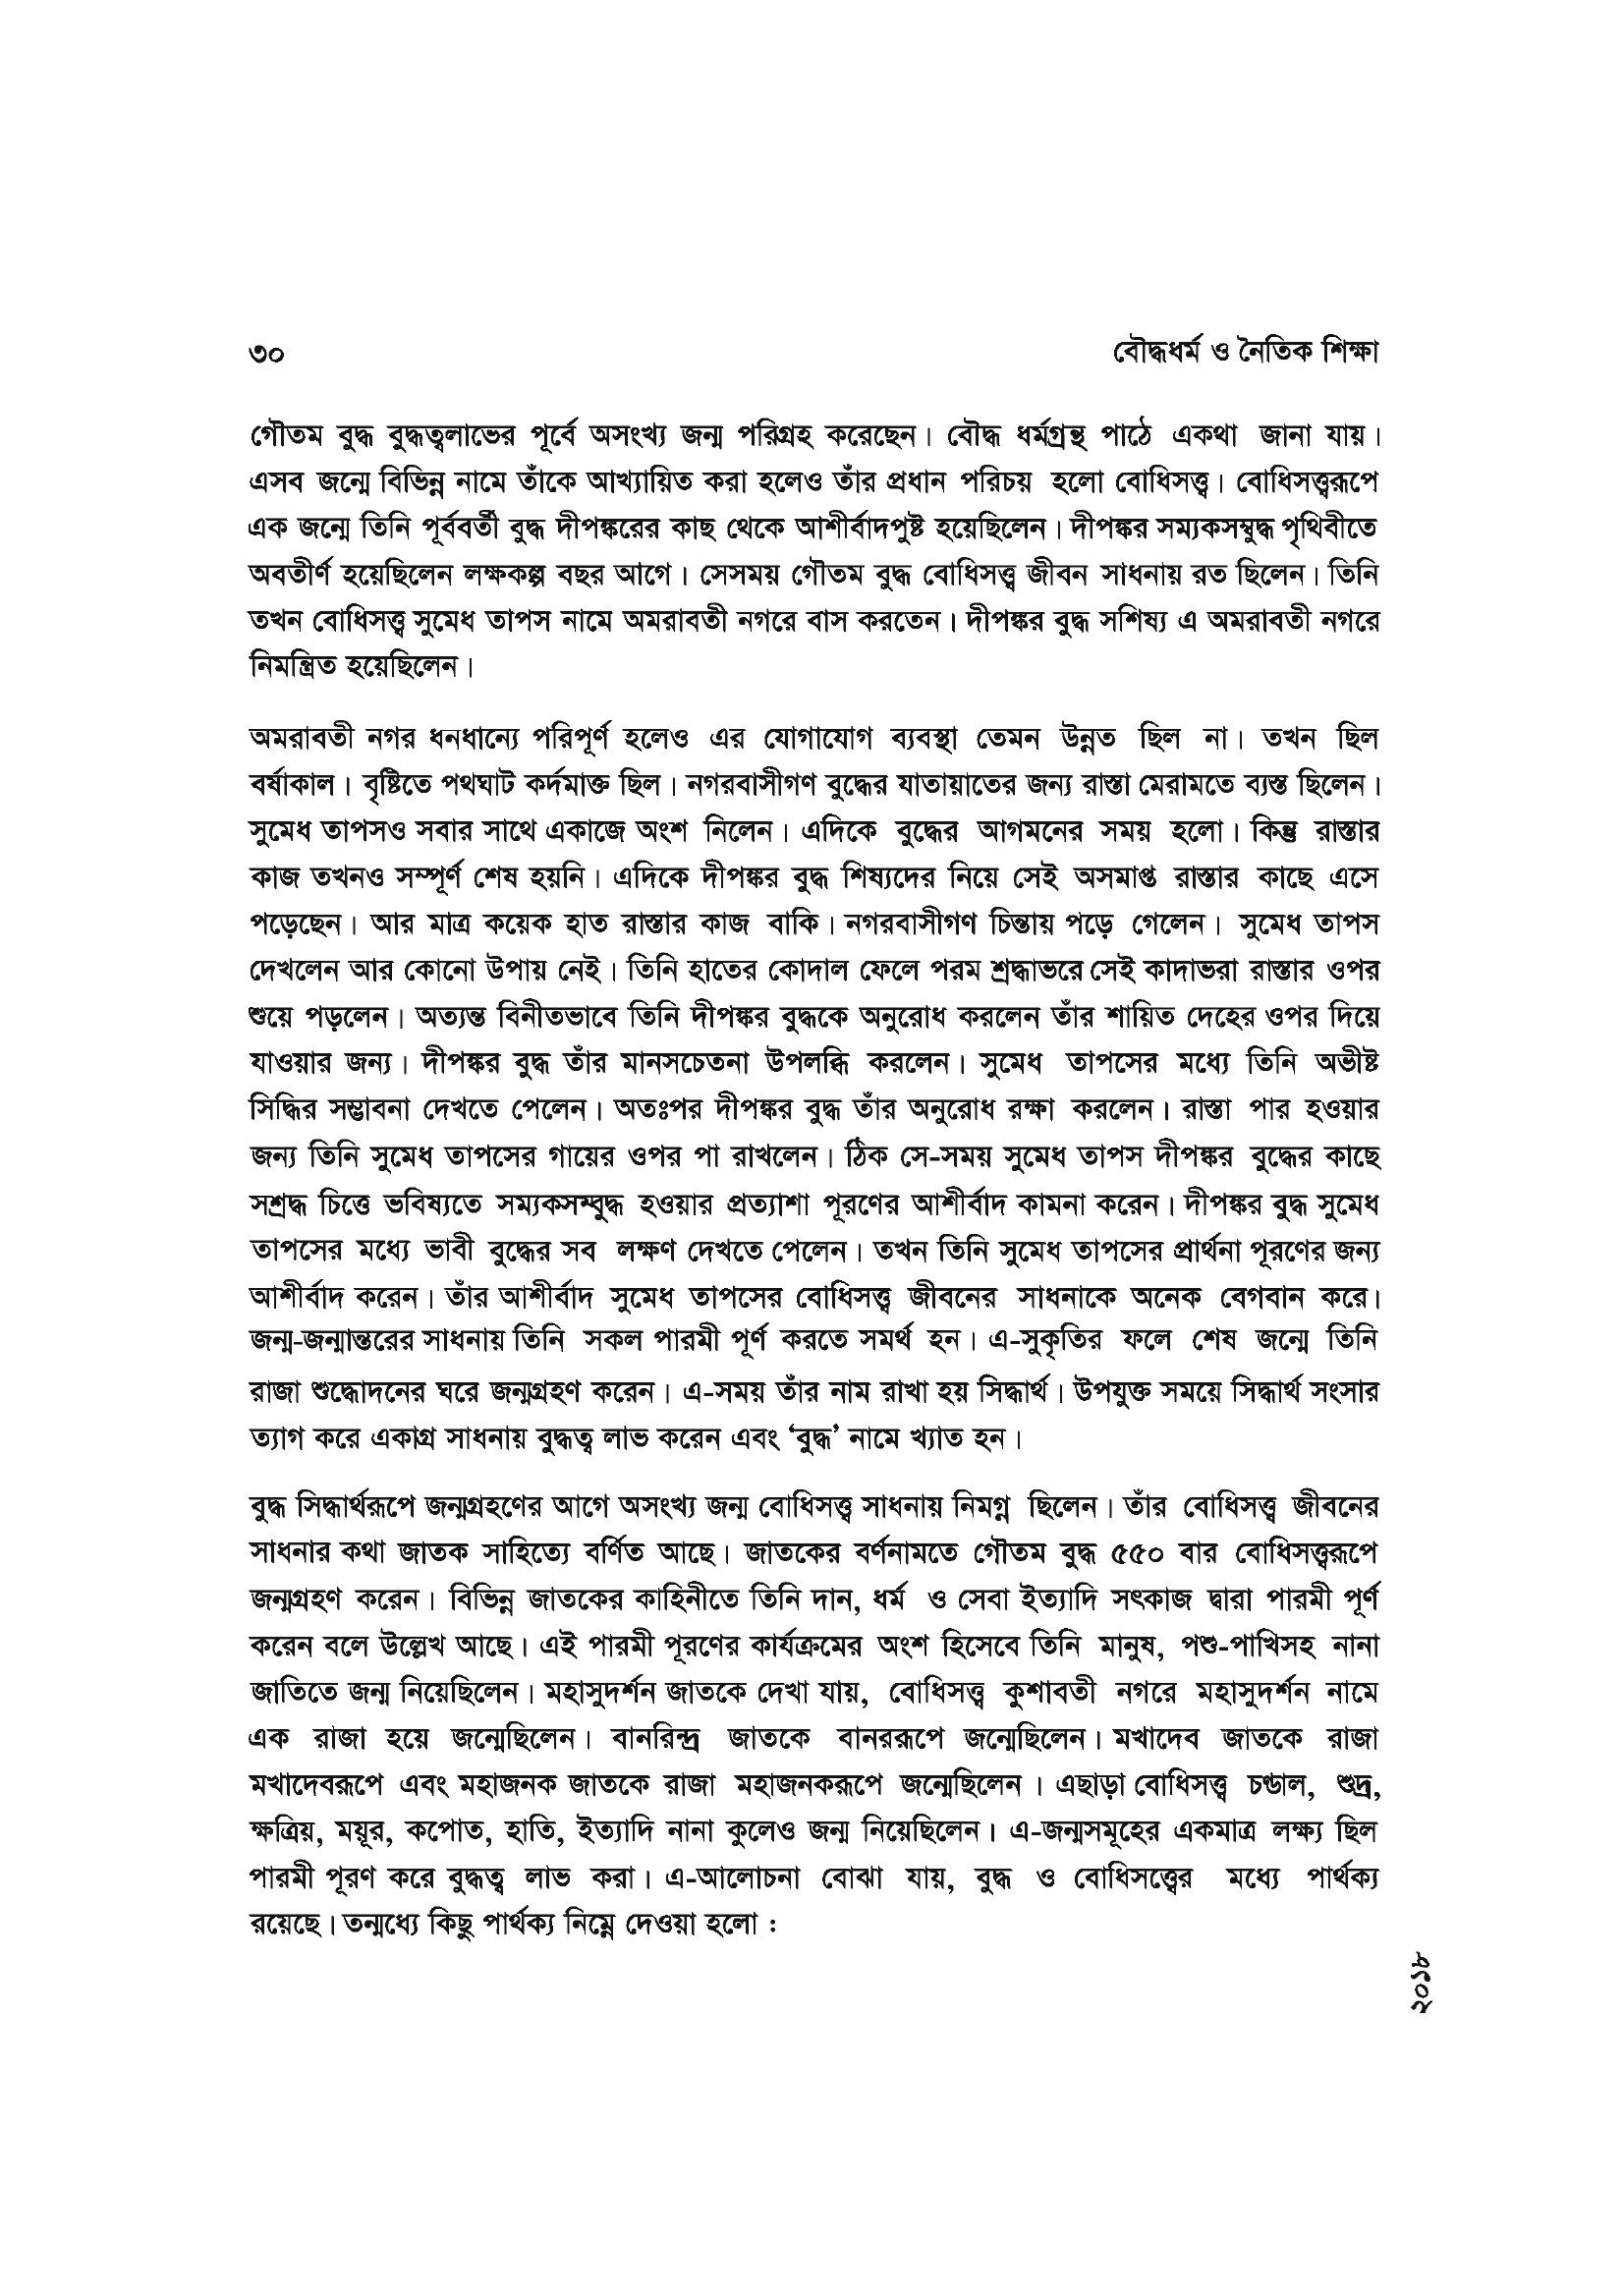 ৩০
বৌদ্ধধর্ম ও নৈতিক শিক্ষা
গৌতম বুদ্ধ বুদ্ধত্বলাভের পূর্বে অসংখ্য জন্ম পরিগ্রহ করেছেন। বৌদ্ধ ধর্মগ্রন্থ পাঠে একথা জানা যায়।
এসব জন্মে বিভিন্ন নামে তাঁকে আখ্যায়িত করা হলেও তাঁর প্রধান পরিচয় হলো বোধিসত্ত্ব। বোধিসত্ত্বরূপে
এক জন্মে তিনি পূর্ববর্তী বুদ্ধ দীপঙ্করের কাছ থেকে আশীর্বাদপুষ্ট হয়েছিলেন। দীপঙ্কর সম্যকসম্বুদ্ধ পৃথিবীতে
অবতীর্ণ হয়েছিলেন লক্ষকল্প বছর আগে। সেসময় গৌতম বুদ্ধ বোধিসত্ত্ব জীবন সাধনায় রত ছিলেন। তিনি
তখন বোধিসত্ত্ব সুমেধ তাপস নামে অমরাবতী নগরে বাস করতেন। দীপঙ্কর বুদ্ধ সশিষ্য এ অমরাবতী নগরে
নিমন্ত্রিত হয়েছিলেন।
অমরাবতী নগর ধনধান্যে পরিপূর্ণ হলেও এর যোগাযোগ ব্যবস্থা তেমন উন্নত ছিল না। তখন ছিল
বর্ষাকাল। বৃষ্টিতে পথঘাট কর্দমাক্ত ছিল। নগরবাসীগণ বুদ্ধের যাতায়াতের জন্য রাস্তা মেরামতে ব্যস্ত ছিলেন।
সুমেধ তাপসও সবার সাথে একাজে অংশ নিলেন। এদিকে বুদ্ধের আগমনের সময় হলো। কিন্তু রাস্তার
কাজ তখনও সম্পূর্ণ শেষ হয়নি। এদিকে দীপঙ্কর বুদ্ধ শিষ্যদের নিয়ে সেই অসমাপ্ত রাস্তার কাছে এসে
পড়েছেন। আর মাত্র কয়েক হাত রাস্তার কাজ বাকি। নগরবাসীগণ চিন্তায় পড়ে গেলেন। সুমেধ তাপস
দেখলেন আর কোনো উপায় নেই। তিনি হাতের কোদাল ফেলে পরম শ্রদ্ধাভরে সেই কাদাভরা রাস্তার ওপর
শুয়ে পড়লেন। অত্যন্ত বিনীতভাবে তিনি দীপঙ্কর বুদ্ধকে অনুরোধ করলেন তাঁর শায়িত দেহের ওপর দিয়ে
যাওয়ার জন্য। দীপঙ্কর বুদ্ধ তাঁর মানসচেতনা উপলব্ধি করলেন। সুমেধ তাপসের মধ্যে তিনি অভীষ্ট
সিদ্ধির সম্ভাবনা দেখতে পেলেন। অতঃপর দীপঙ্কর বুদ্ধ তাঁর অনুরোধ রক্ষা করলেন। রাস্তা পার হওয়ার
জন্য তিনি সুমেধ তাপসের গায়ের ওপর পা রাখলেন। ঠিক সে-সময় সুমেধ তাপস দীপঙ্কর বুদ্ধের কাছে
সশ্রদ্ধ চিত্তে ভবিষ্যতে সম্যকসম্বুদ্ধ হওয়ার প্রত্যাশা পূরণের আশীর্বাদ কামনা করেন। দীপঙ্কর বুদ্ধ সুমেধ
তাপসের মধ্যে ভাবী বুদ্ধের সব লক্ষণ দেখতে পেলেন। তখন তিনি সুমেধ তাপসের প্রার্থনা পূরণের জন্য
আশীর্বাদ করেন। তাঁর আশীর্বাদ সুমেধ তাপসের বোধিসত্ত্ব জীবনের সাধনাকে অনেক বেগবান করে।
জন্ম-জন্মান্তরের সাধনায় তিনি সকল পারমী পূর্ণ করতে সমর্থ হন। এ-সুকৃতির ফলে শেষ জন্মে তিনি
রাজা শুদ্ধোদনের ঘরে জন্মগ্রহণ করেন। এ-সময় তাঁর নাম রাখা হয় সিদ্ধার্থ। উপযুক্ত সময়ে সিদ্ধার্থ সংসার
ত্যাগ করে একাগ্র সাধনায় বুদ্ধত্ব লাভ করেন এবং ‘বুদ্ধ’ নামে খ্যাত হন।
বুদ্ধ সিদ্ধার্থরূপে জন্মগ্রহণের আগে অসংখ্য জন্ম বোধিসত্ত্ব সাধনায় নিমগ্ন ছিলেন। তাঁর বোধিসত্ত্ব জীবনের
সাধনার কথা জাতক সাহিত্যে বর্ণিত আছে। জাতকের বর্ণনামতে গৌতম বুদ্ধ ৫৫০ বার বোধিসত্ত্বরূপে
জন্মগ্রহণ করেন। বিভিন্ন জাতকের কাহিনীতে তিনি দান, ধর্ম ও সেবা ইত্যাদি সৎকাজ দ্বারা পারমী পূর্ণ
করেন বলে উল্লেখ আছে। এই পারমী পূরণের কার্যক্রমের অংশ হিসেবে তিনি মানুষ, পশু-পাখিসহ নানা
জাতিতে জন্ম নিয়েছিলেন। মহাসুদর্শন জাতকে দেখা যায়, বোধিসত্ত্ব কুশাবতী নগরে মহাসুদর্শন নামে
এক রাজা হয়ে জন্মেছিলেন। বানরিন্দ্র জাতকে বানররূপে জন্মেছিলেন। মখাদেব জাতকে রাজা
মখাদেবরূপে এবং মহাজনক জাতকে রাজা মহাজনকরূপে জন্মেছিলেন । এছাড়া বোধিসত্ত্ব চণ্ডাল, শুদ্র,
ক্ষত্রিয়, ময়ূর, কপোত, হাতি, ইত্যাদি নানা কুলেও জন্ম নিয়েছিলেন। এ-জন্মসমূহের একমাত্র লক্ষ্য ছিল
পারমী পূরণ করে বুদ্ধত্ব লাভ করা। এ-আলোচনা বোঝা যায়, বুদ্ধ ও বোধিসত্ত্বের মধ্যে পার্থক্য
রয়েছে। তন্মধ্যে কিছু পার্থক্য নিম্নে দেওয়া হলো :
২০১৮